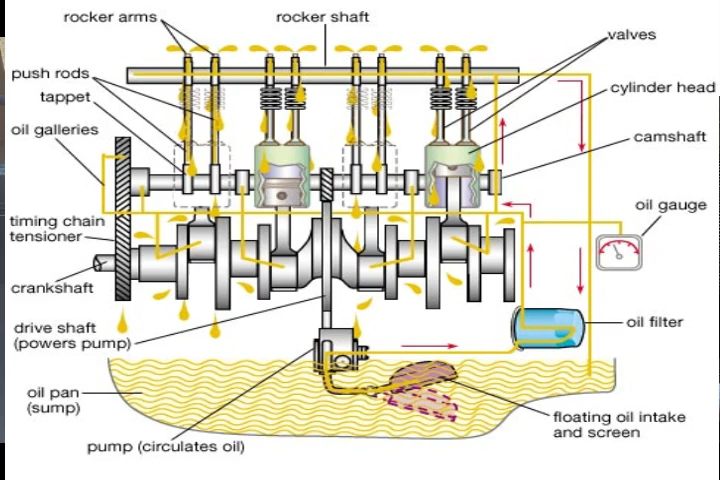 rocker arms
rocker shaft
valves
push rods
tappet
cylinder head
oil galleries
camshaft
oil gauge
timing chain
tensioner
crankshaft
drive shaft
(powers pump)
oil filter
oil pan
(sump)
floating oil intake
and screen
pump (circulates oil)